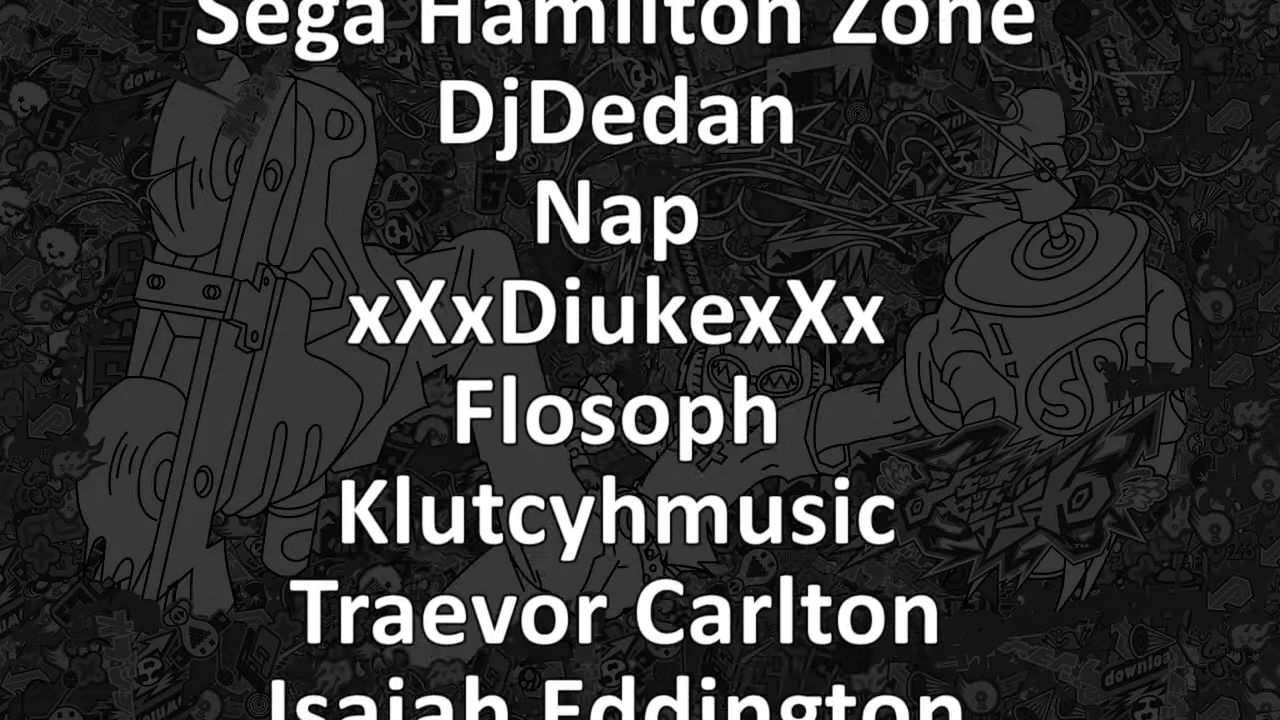 Sega Hamilton Zone
DjDedan
Nap
xXxDiukexXx
Flosoph
Klutcyhmusic
Traevor Carlton
Isaiah Eddington